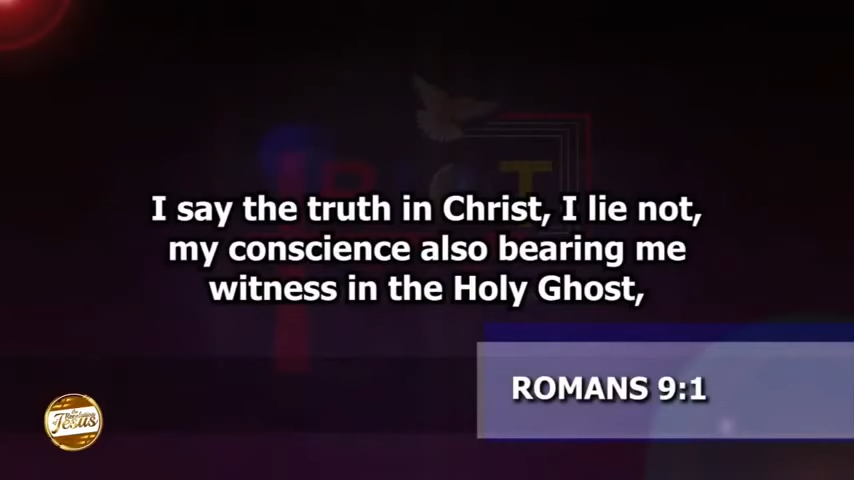 I say the truth in Christ, I lie not,
my conscience also bearing me
witness in the Holy Ghost,
ROMANS 9:1
Jesus